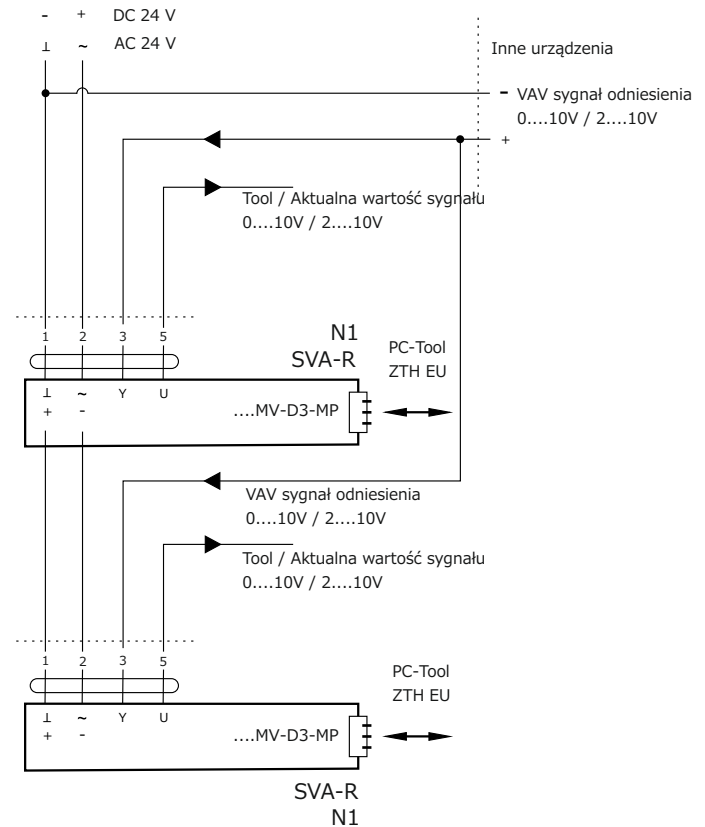 - + DC 24 V
⊥ ~ AC 24 V
Inne urządzenia
- VAV sygnał odniesienia
0....10V / 2....10V
+
Tool / Aktualna wartość sygnału
0....10V / 2....10V
1 2 3 5
N1
SVA-R
PC-Tool
ZTH EU
⊥ ~ Y U
+ -
....MV-D3-MP
VAV sygnał odniesienia
0....10V / 2....10V
Tool / Aktualna wartość sygnału
0....10V / 2....10V
1 2 3 5
PC-Tool
ZTH EU
⊥ ~ Y U
+ -
....MV-D3-MP
SVA-R
N1